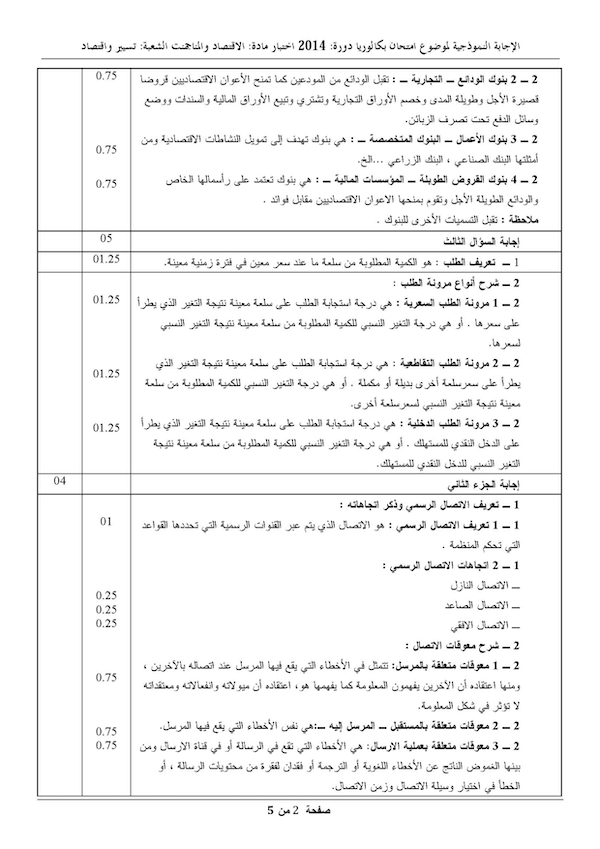 الإجابة النموذجية لموضوع امتحان بكالوريا دورة: 2014 اختبار مادة: الاقتصاد والمناجمنت الشعبة: تسيير واقتصاد
2 ــ 2 بنوك الودائع ــ التجارية ــ : تقبل الودائع من المودعين كما تمنح الأعوان الاقتصاديين قروضا 0.75
قصيرة الأجل وطويلة المدى وخصم الأوراق التجارية وتشتري وتبيع الأوراق المالية والسندات ووضع
وسائل الدفع تحت تصرف الزبائن.
2 ــ 3 بنوك الأعمال ــ البنوك المتخصصة ــ : هي بنوك تهدف إلى تمويل النشاطات الاقتصادية ومن 0.75
أمثلتها البنك الصناعي ، البنك الزراعي ...الخ.
2 ــ 4 بنوك القروض الطويلة ــ المؤسسات المالية ــ : هي بنوك تعتمد على رأسمالها الخاص 0.75
والودائع الطويلة الأجل وتقوم بمنحها الاعوان الاقتصاديين مقابل فوائد .
ملاحظة : تقبل التسميات الأخرى للبنوك .
إجابة السؤال الثالث 05
1 ــ تعريف الطلب : هو الكمية المطلوبة من سلعة ما عند سعر معين في فترة زمنية معينة. 01.25
2 ــ شرح أنواع مرونة الطلب :
2 ــ 1 مرونة الطلب السعرية : هي درجة استجابة الطلب على سلعة معينة نتيجة التغير الذي يطرأ 01.25
على سعرها . أو هي درجة التغير النسبي للكمية المطلوبة من سلعة معينة نتيجة التغير النسبي
لسعرها.
2 ــ 2 مرونة الطلب التقاطعية : هي درجة استجابة الطلب على سلعة معينة نتيجة التغير الذي 01.25
يطرأ على سعرسلعة أخرى بديلة أو مكملة . أو هي درجة التغير النسبي للكمية المطلوبة من سلعة
معينة نتيجة التغير النسبي لسعرسلعة أخرى.
2 ــ 3 مرونة الطلب الدخلية : هي درجة استجابة الطلب على سلعة معينة نتيجة التغير الذي يطرأ 01.25
على الدخل النقدي للمستهلك . أو هي درجة التغير النسبي للكمية المطلوبة من سلعة معينة نتيجة
التغير النسبي للدخل النقدي للمستهلك.
إجابة الجزء الثاني 04
1 ــ تعريف الاتصال الرسمي وذكر اتجاهاته :
1 ــ 1 تعريف الاتصال الرسمي : هو الاتصال الذي يتم عبر القنوات الرسمية التي تحددها القواعد 01
التي تحكم المنظمة .
1 ــ 2 اتجاهات الاتصال الرسمي :
ــ الاتصال النازل 0.25
ــ الاتصال الصاعد 0.25
ــ الاتصال الافقي 0.25
2 ــ شرح معوقات الاتصال :
2 ــ 1 معوقات متعلقة بالمرسل: تتمثل في الأخطاء التي يقع فيها المرسل عند اتصاله بالآخرين ، 0.75
ومنها اعتقاده أن الآخرين يفهمون المعلومة كما يفهمها هو، اعتقاده أن ميولاته وانفعالاته ومعتقداته
لا تؤثر في شكل المعلومة.
2 ــ 2 معوقات متعلقة بالمستقبل ــ المرسل إليه ــ:هي نفس الأخطاء التي يقع فيها المرسل. 0.75
2 ــ 3 معوقات متعلقة بعملية الارسال: هي الأخطاء التي تقع في الرسالة أو في قناة الارسال ومن 0.75
بينها الغموض الناتج عن الأخطاء اللغوية أو الترجمة أو فقدان لفقرة من محتويات الرسالة ، أو
الخطأ في اختيار وسيلة الاتصال وزمن الاتصال.
صفحة 2 من 5